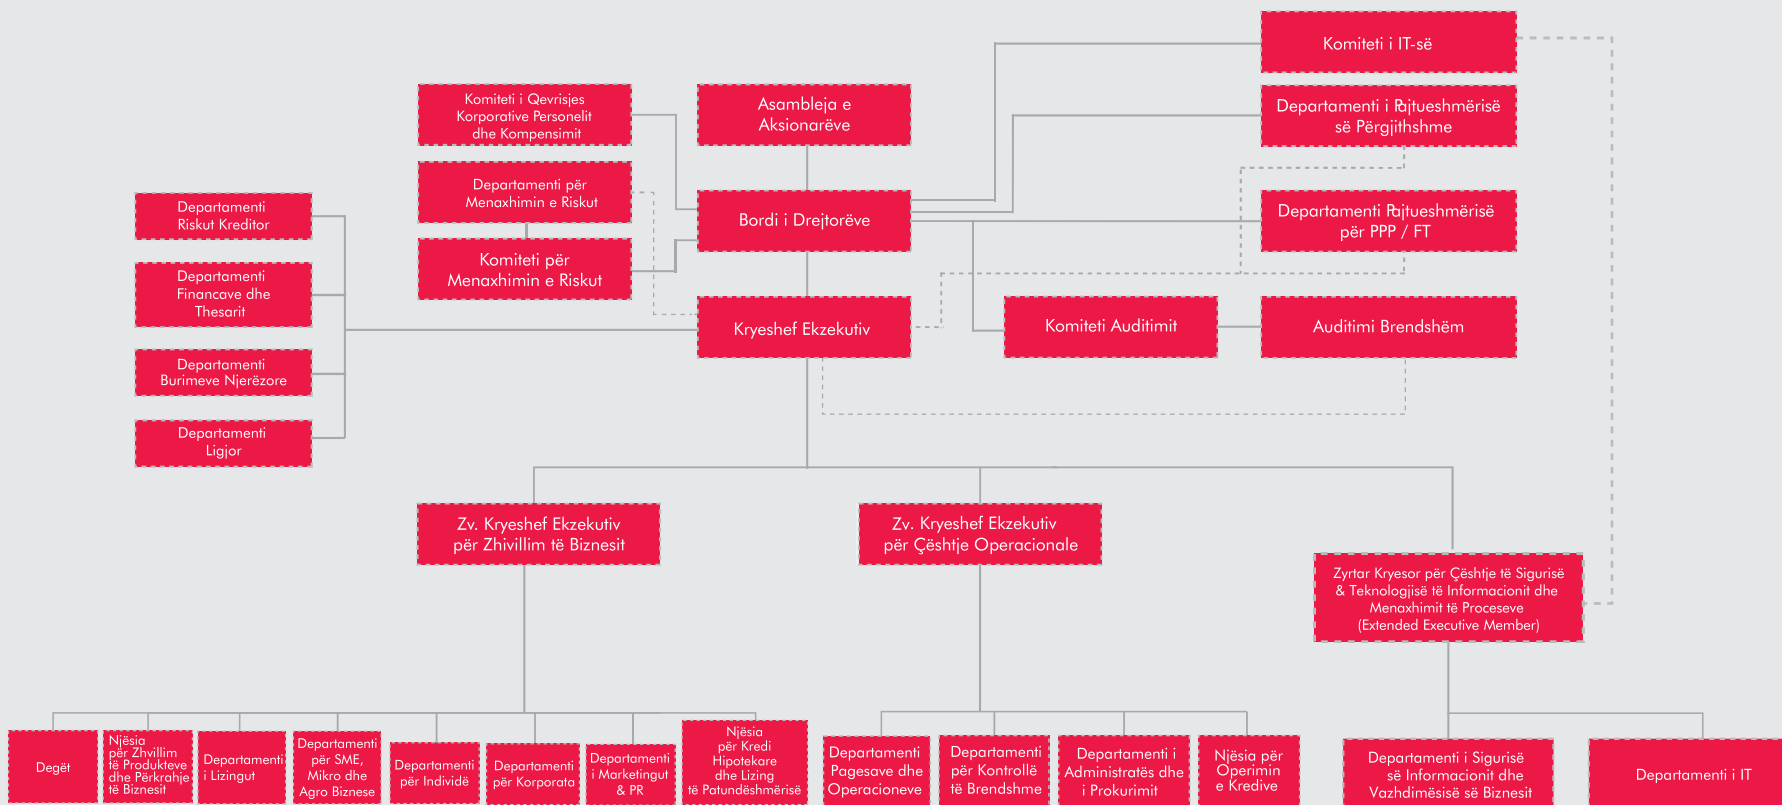 Komiteti i IT-së
Komiteti i Qevrisjes
Korporative Personelit
dhe Kompensimit
Asambleja e
Aksionarëve
Departamenti i Pajtueshmërisë
së Përgjithshme
Departamenti për
Menaxhimin e Riskut
Departamenti
Riskut Kreditor
Bordi i Drejtorëve
Departamenti Pajtueshmërisë
për PPP / FT
Komiteti për
Menaxhimin e Riskut
Departamenti
Financave dhe
Thesarit
Kryeshef Ekzekutiv
Komiteti Auditimit
Auditimi Brendshëm
Departamenti
Burimeve Njerëzore
Departamenti
Ligjor
Zv. Kryeshef Ekzekutiv
për Zhivillim të Biznesit
Zv. Kryeshef Ekzekutiv
për Çështje Operacionale
Zyrtar Kryesor për Çështje të Sigurisë
& Teknologjisë të Informacionit dhe
Menaxhimit të Proceseve
(Extended Executive Member)
Degët
Njësia
për Zhvillim
të Produkteve
dhe Përkrahje
të Biznesit
Departamenti
i Lizingut
Departamenti
për SME,
Mikro dhe
Agro Biznese
Departamenti
për Individë
Departamenti
për Korporata
Departamenti
i Marketingut
& PR
Njësia
për Kredi
Hipotekare
dhe Lizing
të Patundëshmërisë
Departamenti
Pagesave dhe
Operacioneve
Departamenti
për Kontrollë
të Brendshme
Departamenti i
Administratës dhe
i Prokurimit
Njësia për
Operimin
e Kredive
Departamenti i Sigurisë
së Informacionit dhe
Vazhdimësisë së Biznesit
Departamenti i IT